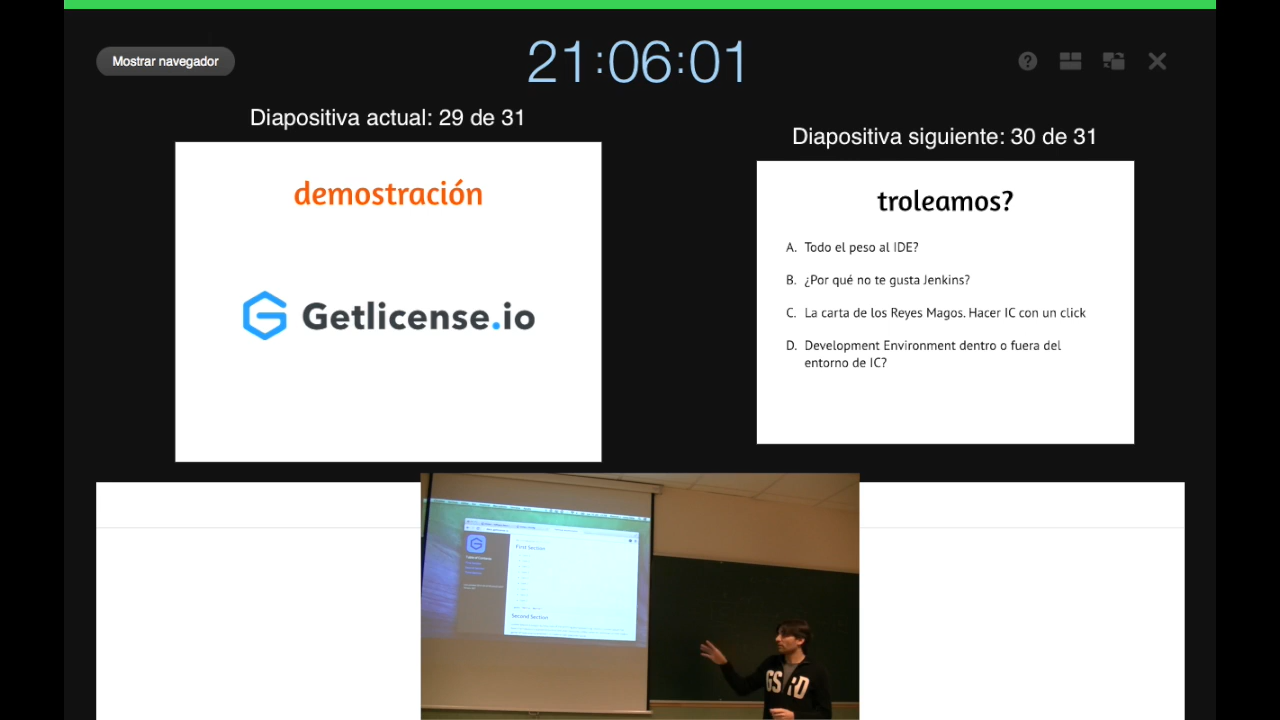 21:06:01
Mostrar navegador
Diapositiva actual: 29 de 31
demostración
Getlicense.io
Diapositiva siguiente: 30 de 31
troleamos?
A. Todo el peso al IDE?
B. ¿Por qué no te gusta Jenkins?
C. La carta de los Reyes Magos. Hacer IC con un click
D. Development Environment dentro o fuera del
entorno de IC?
First Section
Second Section